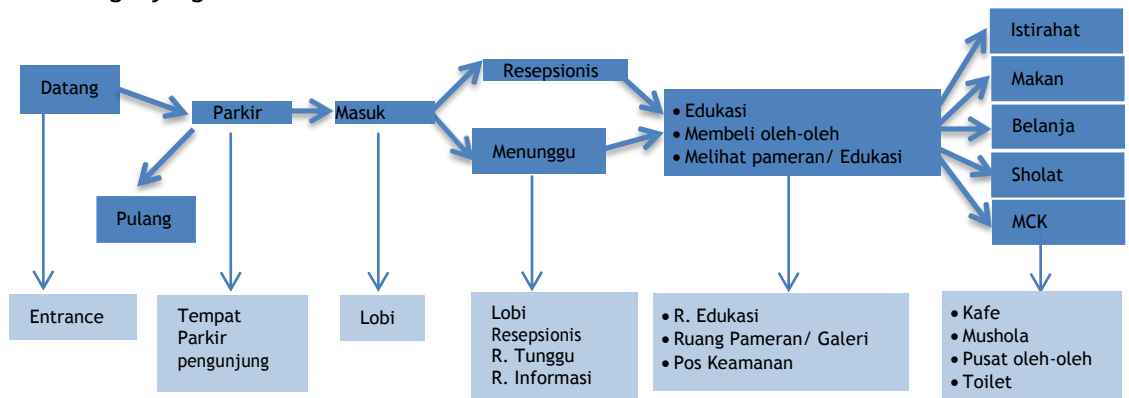 Datang
Parkir
Pulang
Masuk
Resepsionis
Menunggu
• Edukasi
• Membeli oleh-oleh
• Melihat pameran/ Edukasi
Istirahat
Makan
Belanja
Sholat
MCK
Entrance
Tempat
Parkir
pengunjung
Lobi
Lobi
Resepsionis
R. Tunggu
R. Informasi
• R. Edukasi
• Ruang Pameran/ Galeri
• Pos Keamanan
• Kafe
• Mushola
• Pusat oleh-oleh
• Toilet